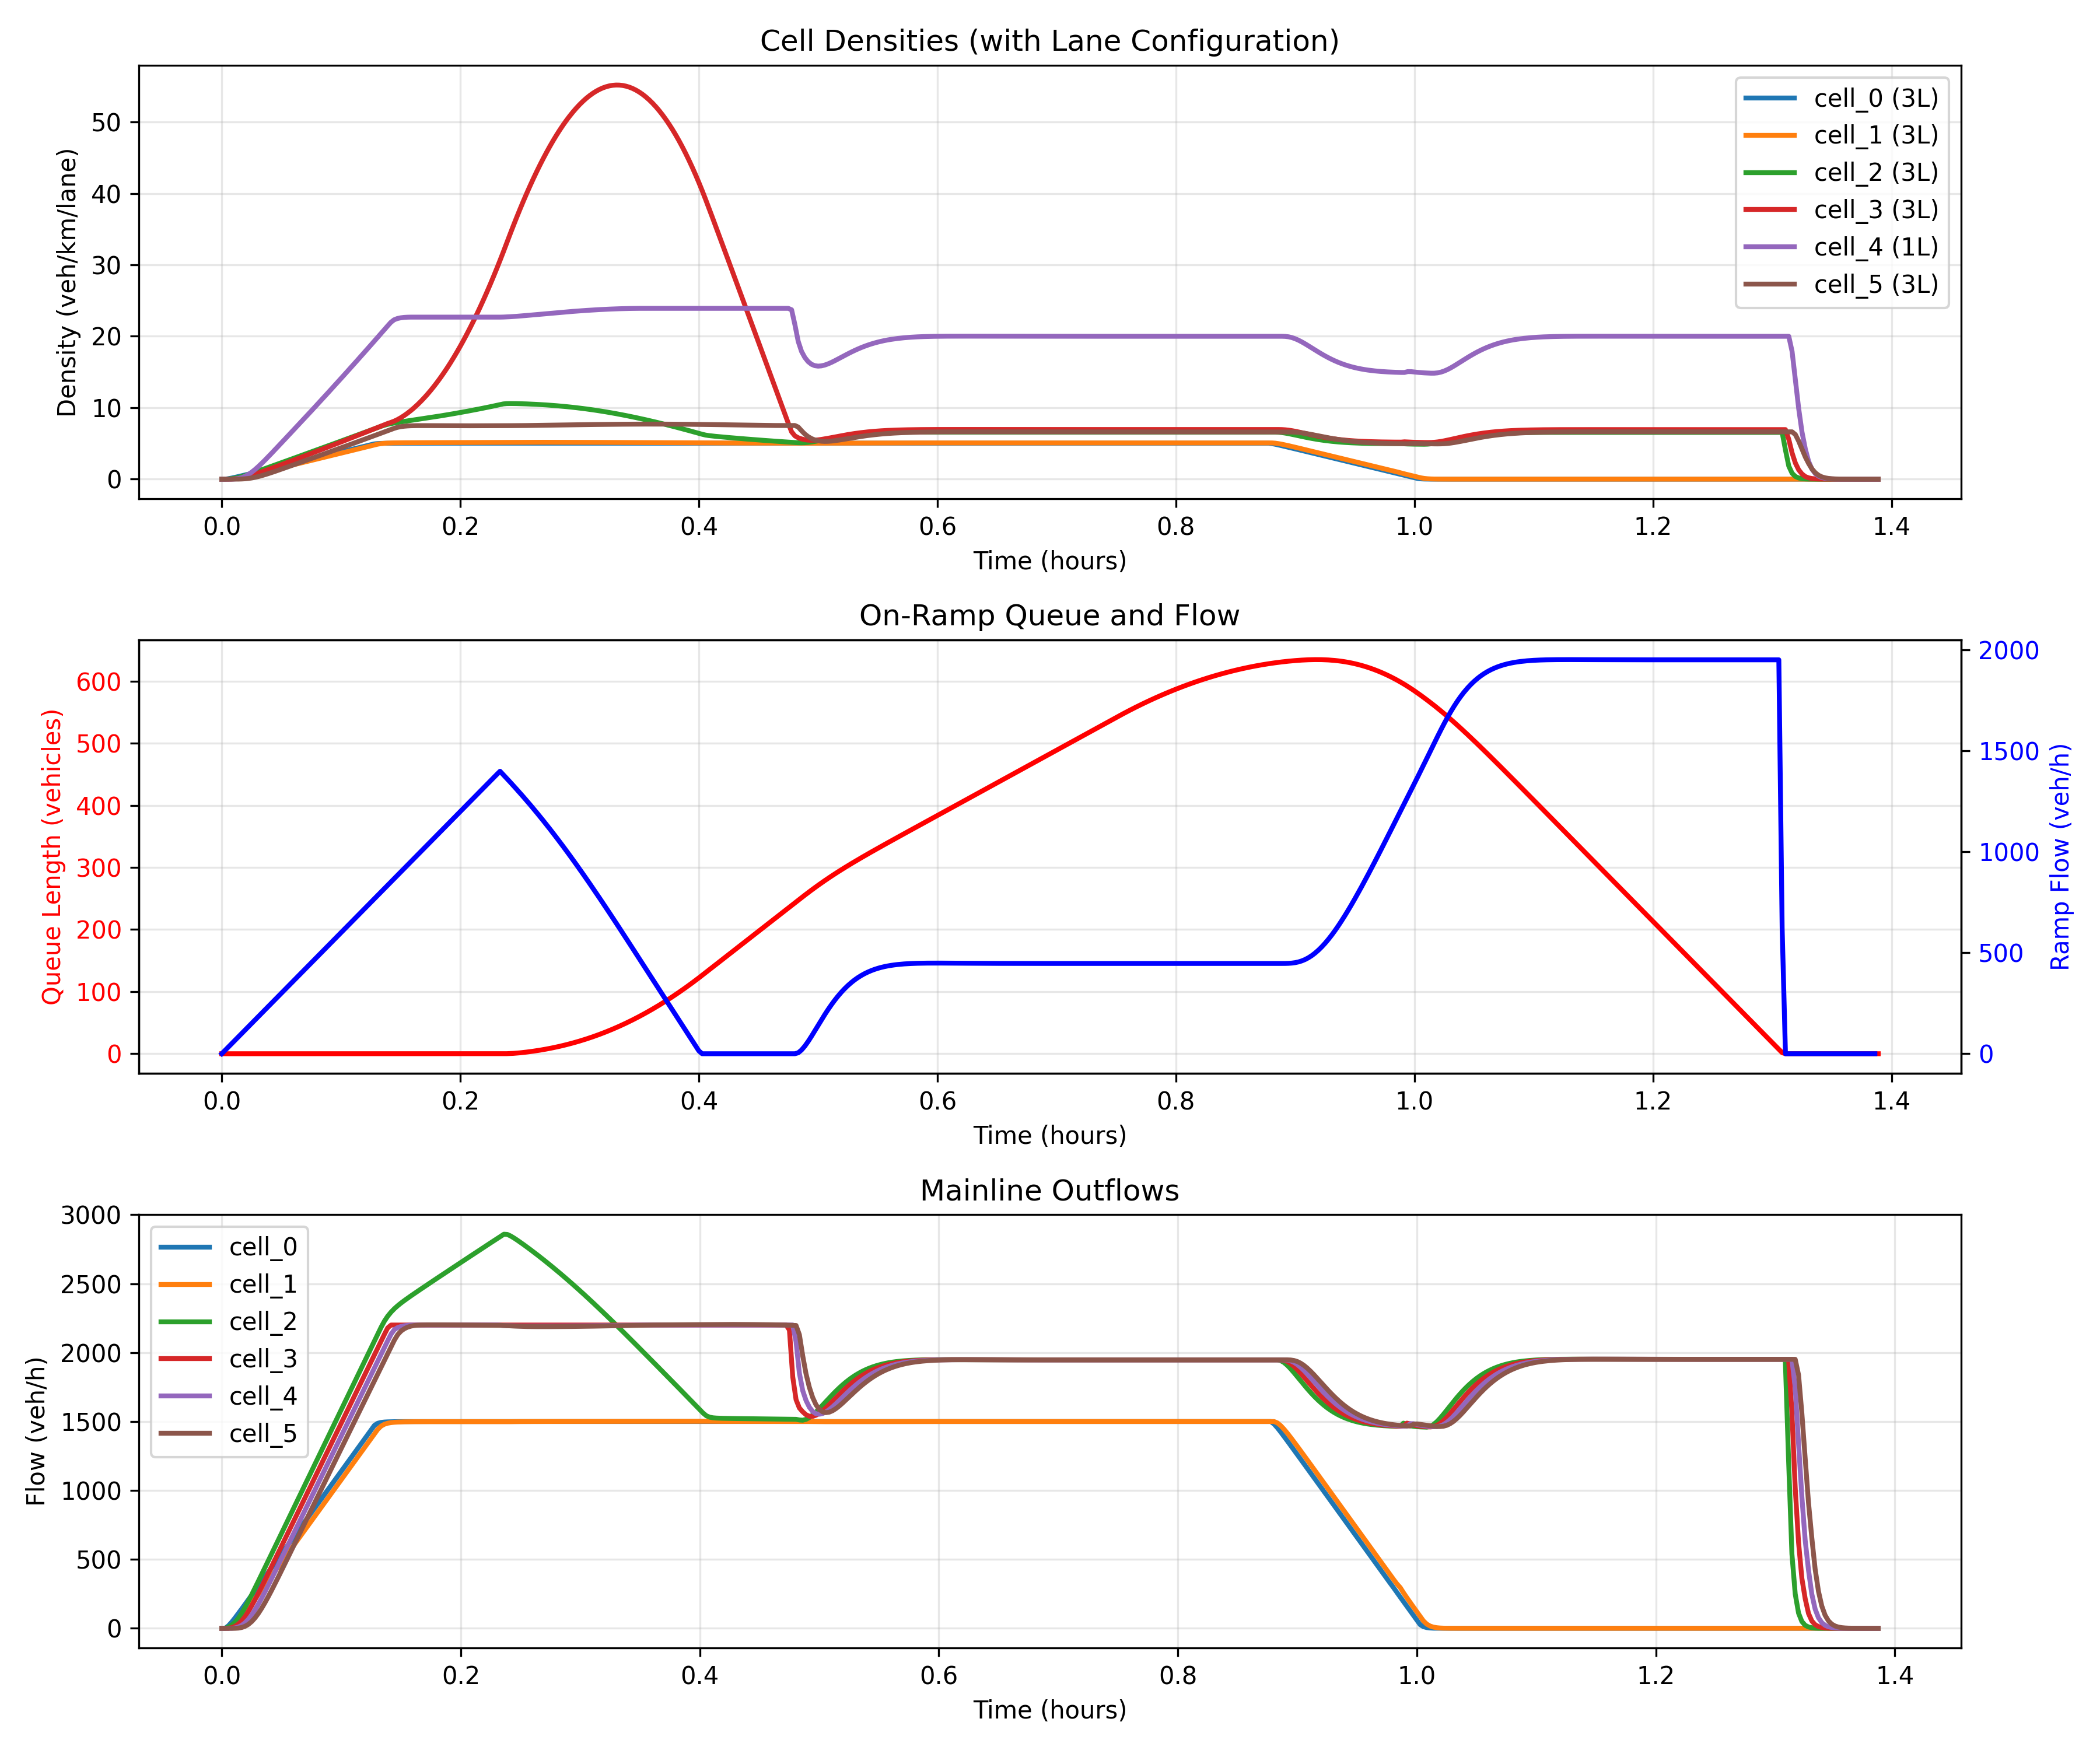 Cell Densities (with Lane Configuration)
Density (veh/km/lane)
50
40
30
20
10
0
cell_0 (3L)
cell_1 (3L)
cell_2 (3L)
cell_3 (3L)
cell_4 (1L)
cell_5 (3L)
0.0 0.2 0.4 0.6 0.8 1.0 1.2 1.4
Time (hours)
On-Ramp Queue and Flow
Queue Length (vehicles)
600
500
400
300
200
100
0
2000
1500
1000
500
0
Ramp Flow (veh/h)
0.0 0.2 0.4 0.6 0.8 1.0 1.2 1.4
Time (hours)
Mainline Outflows
Flow (veh/h)
3000
2500
2000
1500
1000
500
0
cell_0
cell_1
cell_2
cell_3
cell_4
cell_5
0.0 0.2 0.4 0.6 0.8 1.0 1.2 1.4
Time (hours)